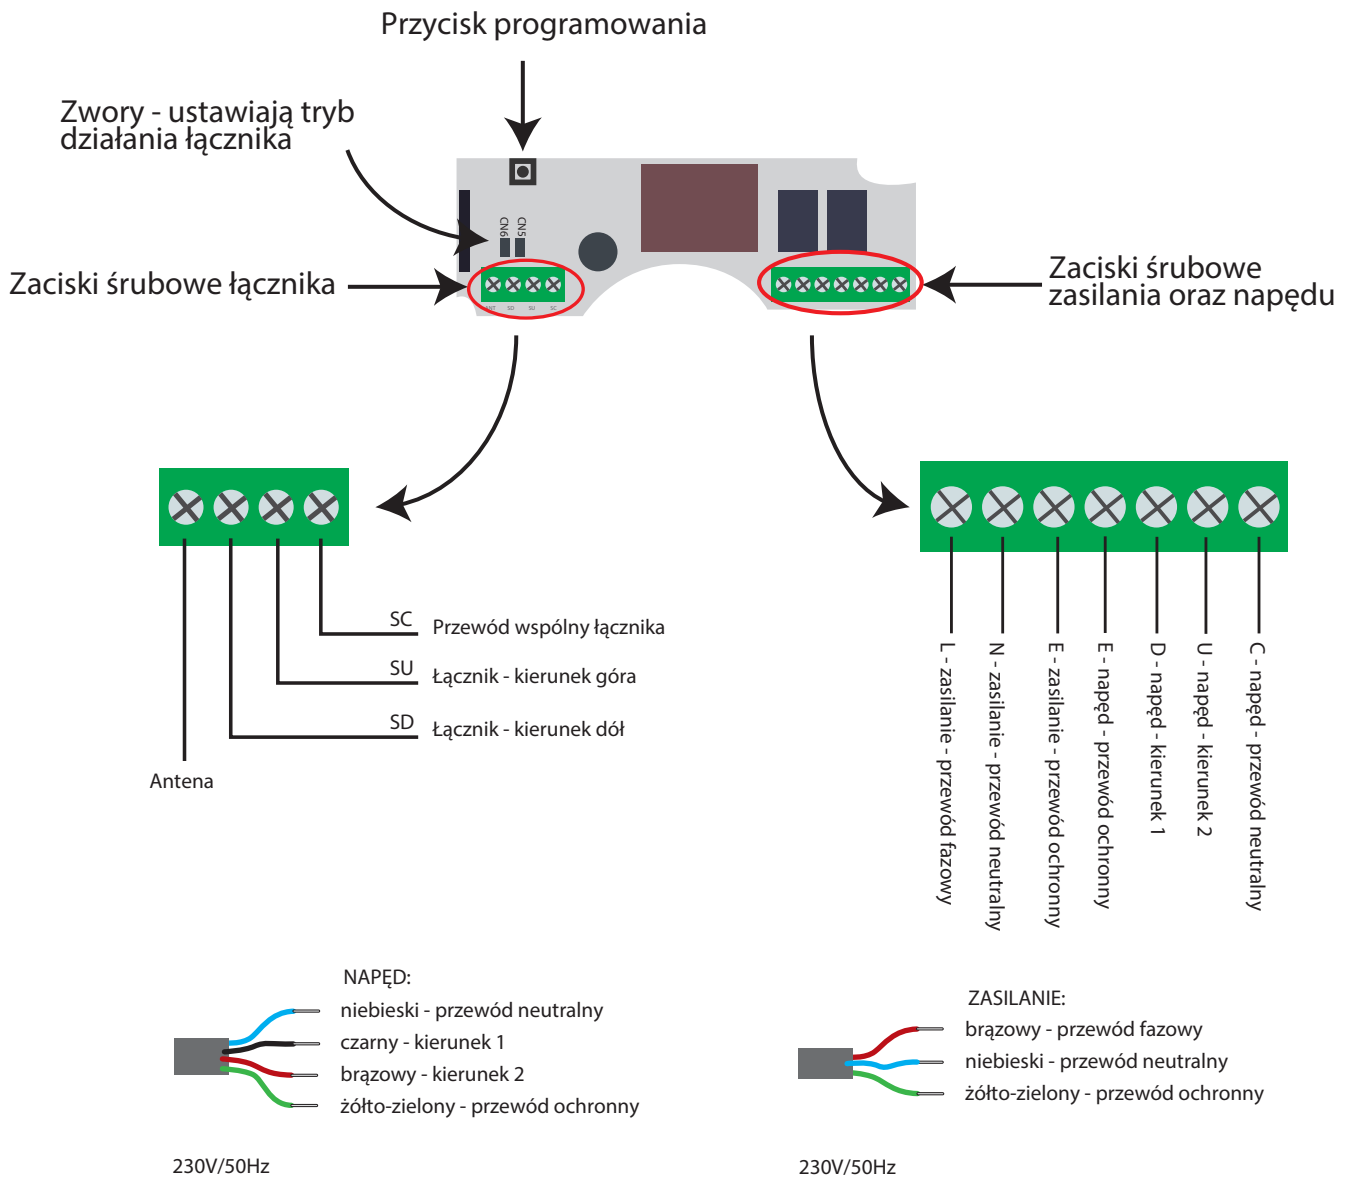 Przycisk programowania
Zwory - ustawiają tryb
działania łącznika
CN6
CN5
Zaciski śrubowe łącznika
Zaciski śrubowe
zasilania oraz napędu
ANT SD SU SC
SC
Przewód wspólny łącznika
SU
Łącznik - kierunek góra
SD
Łącznik - kierunek dół
Antena
L - zasilanie - przewód fazowy
N - zasilanie - przewód neutralny
E - zasilanie - przewód ochronny
E - napęd - przewód ochronny
D - napęd - kierunek 1
U - napęd - kierunek 2
C - napęd - przewód neutralny
NAPĘD:
niebieski - przewód neutralny
czarny - kierunek 1
brązowy - kierunek 2
żółto-zielony - przewód ochronny
230V/50Hz
ZASILANIE:
brązowy - przewód fazowy
niebieski - przewód neutralny
żółto-zielony - przewód ochronny
230V/50Hz